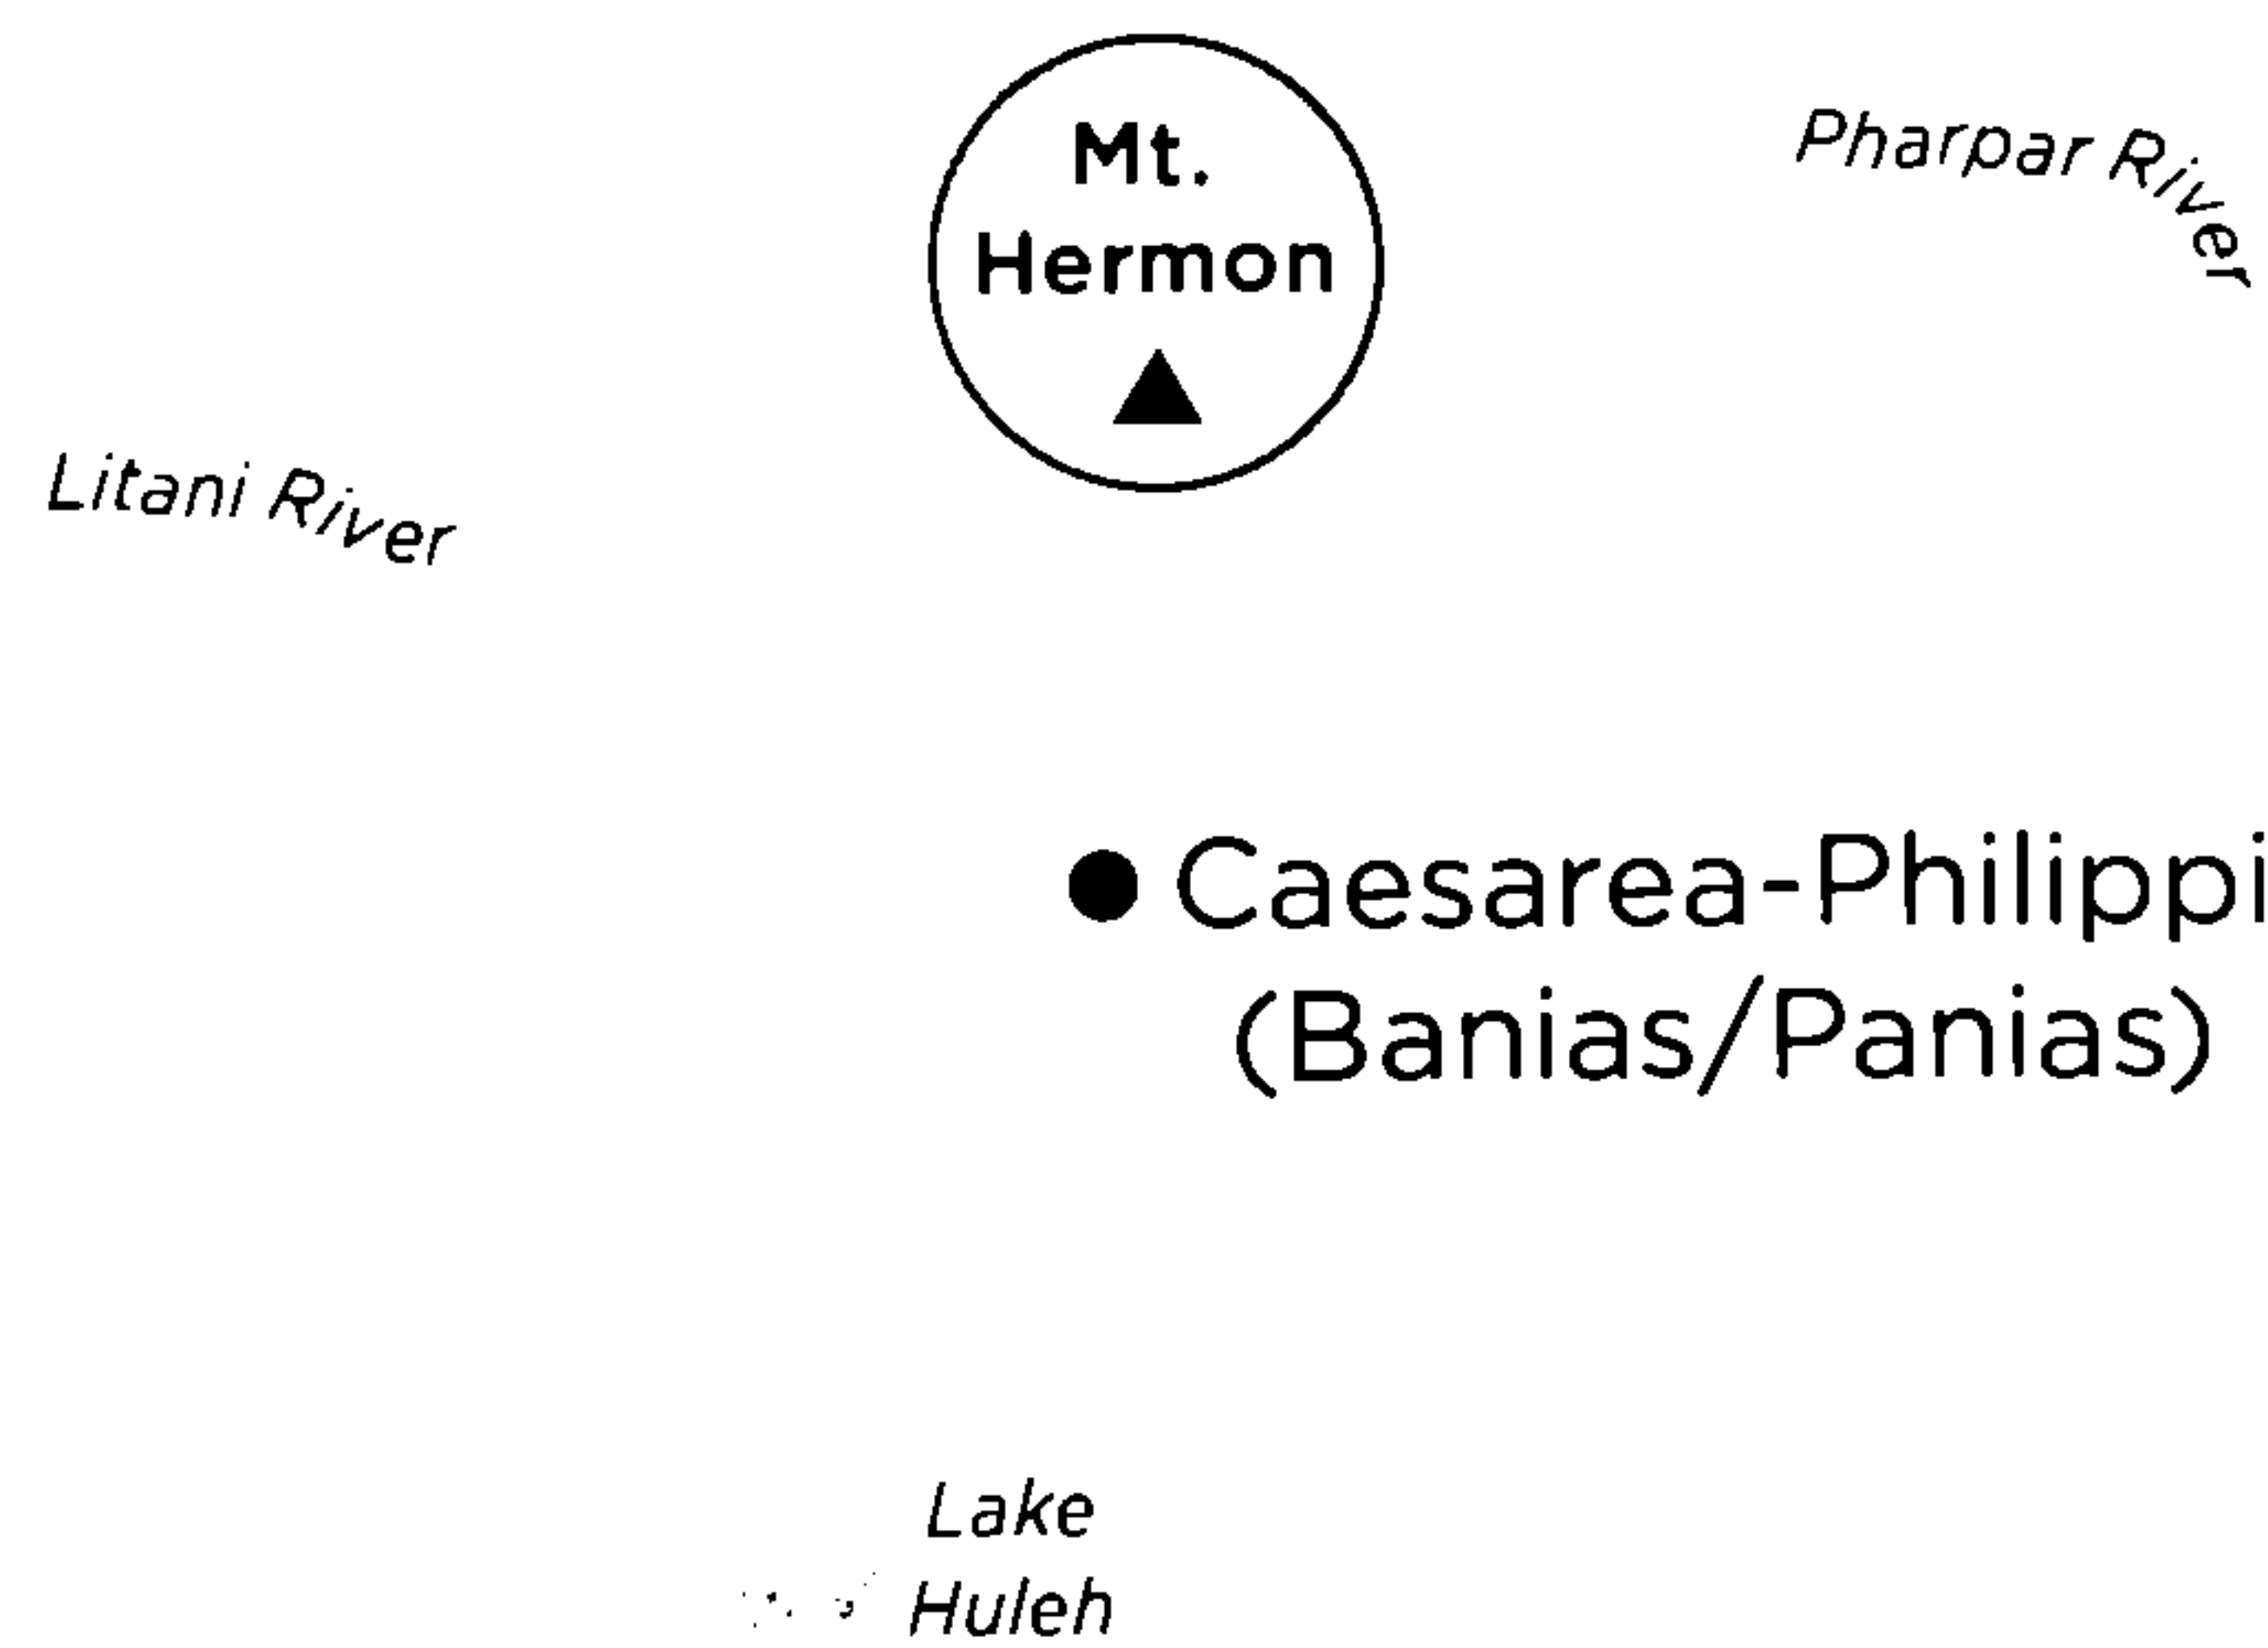 Mt.
Hermon
Pharpar River
Litani River
Caesarea-Philippi
(Banias/Panias)
Lake
Huleh